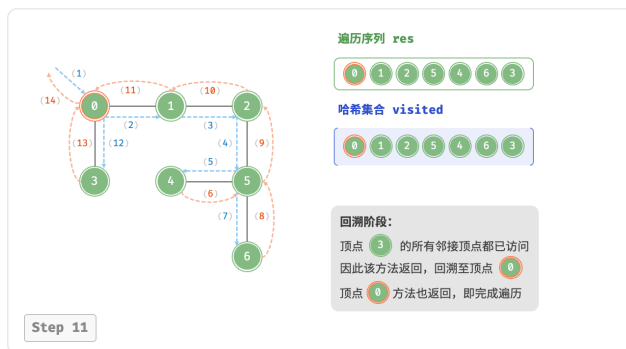 遍历序列 res
0 1 2 5 4 6 3
哈希集合 visited
0 1 2 5 4 6 3
(1)
(14)
(11)
(10)
0
1
2
(2)
(3)
(13)
(12)
(4)
(9)
(5)
3
4
5
(6)
(7)
(8)
6
回溯阶段：
顶点 3 的所有邻接顶点都已访问
因此该方法返回，回溯至顶点 0
顶点 0 方法也返回，即完成遍历
Step 11